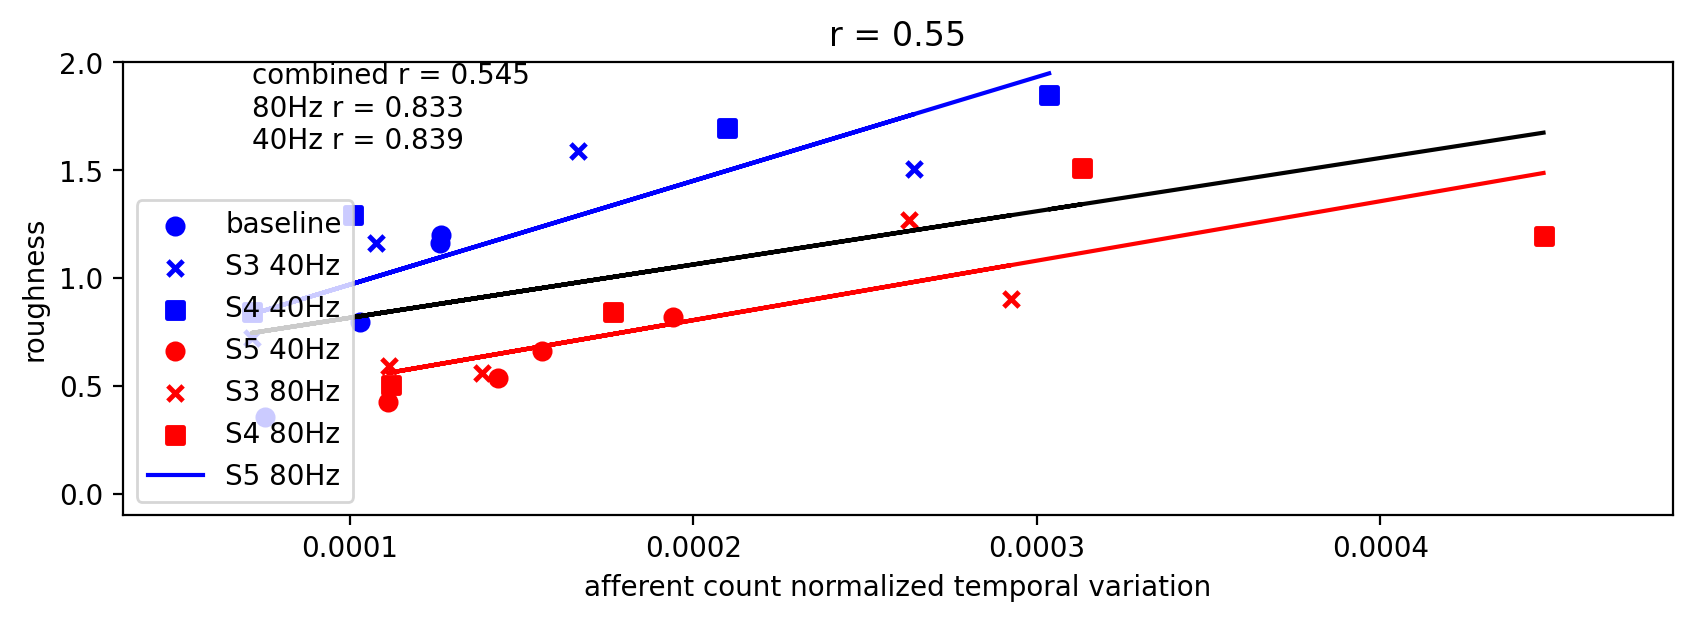 r = 0.55
combined r = 0.545
80Hz r = 0.833
40Hz r = 0.839
2.0
1.5
1.0
0.5
0.0
roughness
baseline
S3 40Hz
S4 40Hz
S5 40Hz
S3 80Hz
S4 80Hz
S5 80Hz
0.0001 0.0002 0.0003 0.0004
afferent count normalized temporal variation